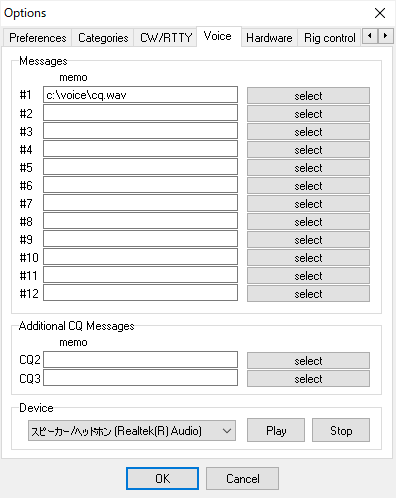 Options
Preferences Categories CW/RTTY Voice Hardware Rig control
Messages
memo
#1 c:\voice\cq.wav select
#2 select
#3 select
#4 select
#5 select
#6 select
#7 select
#8 select
#9 select
#10 select
#11 select
#12 select
Additional CQ Messages
memo
CQ2 select
CQ3 select
Device
スピーカー/ヘッドホン (Realtek(R) Audio) Play Stop
OK Cancel